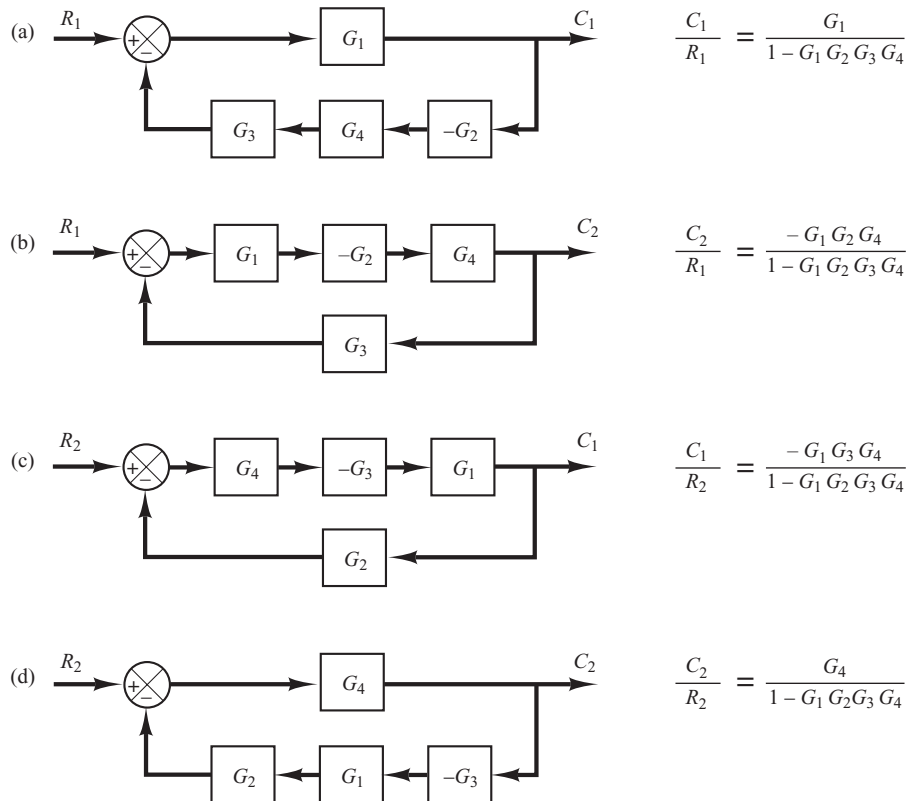 (a) R₁ + − G₁ C₁
G₃ G₄ –G₂
C₁ / R₁ = G₁ / 1 – G₁ G₂ G₃ G₄
(b) R₁ + − G₁ –G₂ G₄ C₂
G₃
C₂ / R₁ = – G₁ G₂ G₄ / 1 – G₁ G₂ G₃ G₄
(c) R₂ + − G₄ –G₃ G₁ C₁
G₂
C₁ / R₂ = – G₁ G₃ G₄ / 1 – G₁ G₂ G₃ G₄
(d) R₂ + − G₄ C₂
G₂ G₁ –G₃
C₂ / R₂ = G₄ / 1 – G₁ G₂G₃ G₄